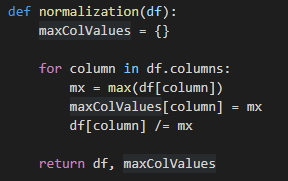 def normalization(df):
    maxColValues = {}

    for column in df.columns:
        mx = max(df[column])
        maxColValues[column] = mx
        df[column] /= mx

    return df, maxColValues